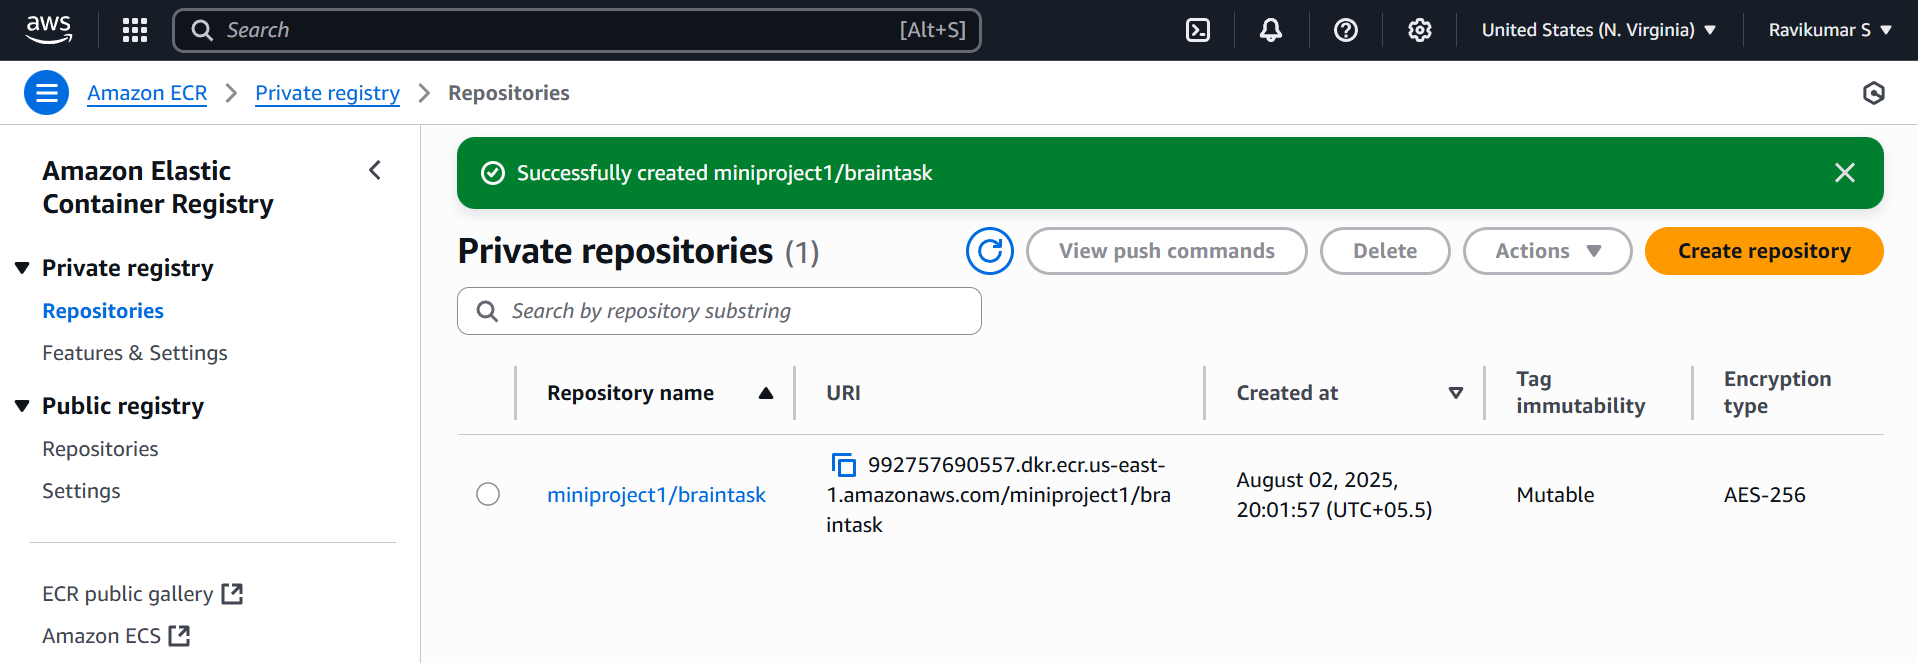 aws
Search
[Alt+S]
United States (N. Virginia)
Ravikumar S
Amazon ECR
Private registry
Repositories
Amazon Elastic
Container Registry
Private registry
Repositories
Features & Settings
Public registry
Repositories
Settings
ECR public gallery
Amazon ECS
Successfully created miniproject1/braintask
Private repositories (1)
View push commands
Delete
Actions
Create repository
Search by repository substring
Repository name
URI
Created at
Tag
immutability
Encryption
type
miniproject1/braintask
992757690557.dkr.ecr.us-east-
1.amazonaws.com/miniproject1/bra
intask
August 02, 2025,
20:01:57 (UTC+05.5)
Mutable
AES-256